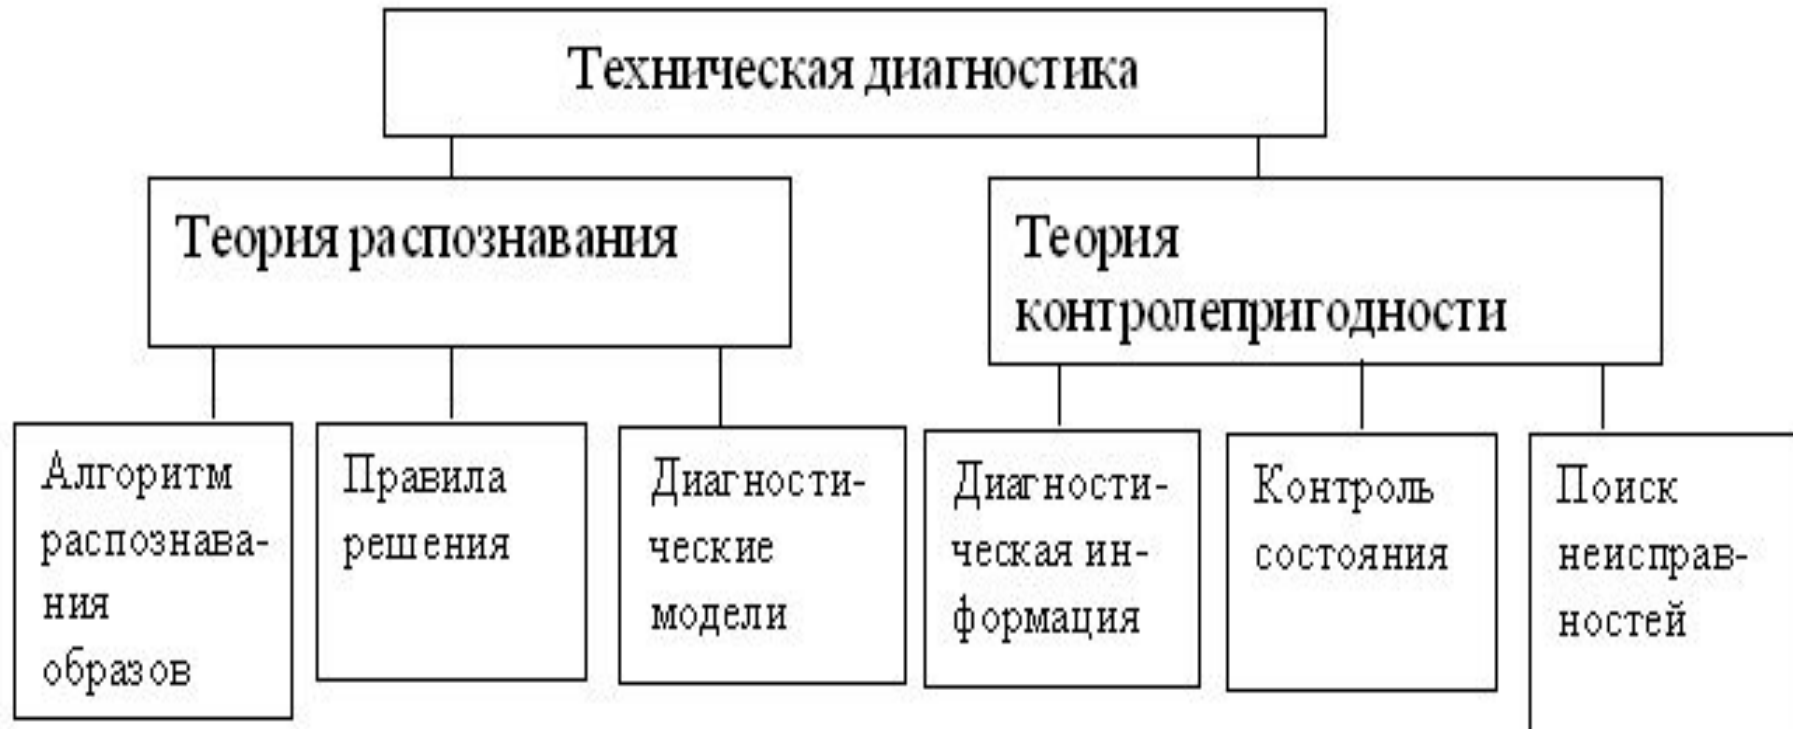 Техническая диагностика
Теория распознавания
Теория
контролепригодности
Алгоритм
распознава-
ния
образов
Правила
решения
Диагности-
ческие
модели
Диагности-
ческая ин-
формация
Контроль
состояния
Поиск
неисправ-
ностей